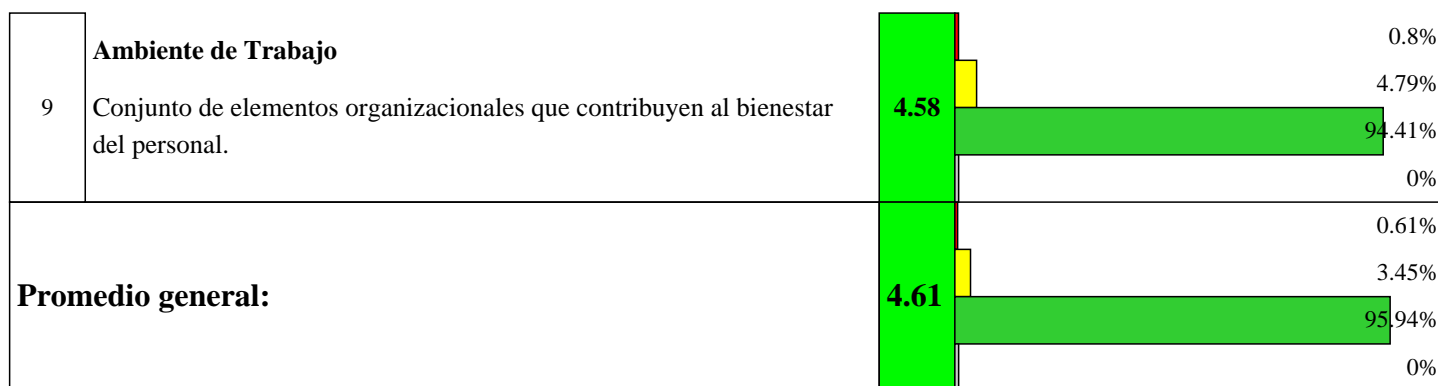 9
Ambiente de Trabajo
Conjunto de elementos organizacionales que contribuyen al bienestar
del personal.
4.58
0.8%
4.79%
94.41%
0%
Promedio general:
4.61
0.61%
3.45%
95.94%
0%